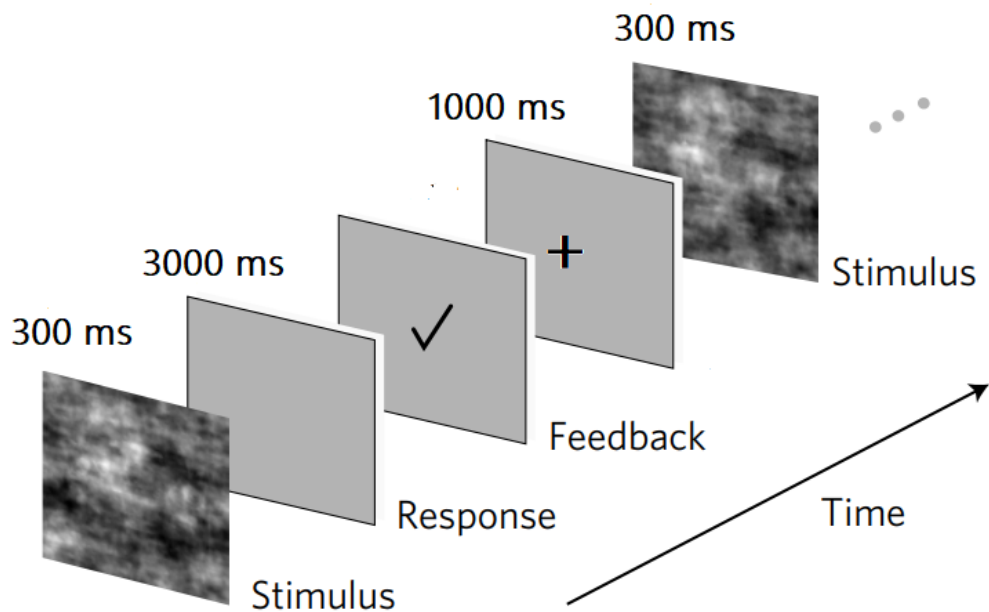 300 ms
Stimulus
3000 ms
Response
Feedback
1000 ms
+
300 ms
Stimulus
Time